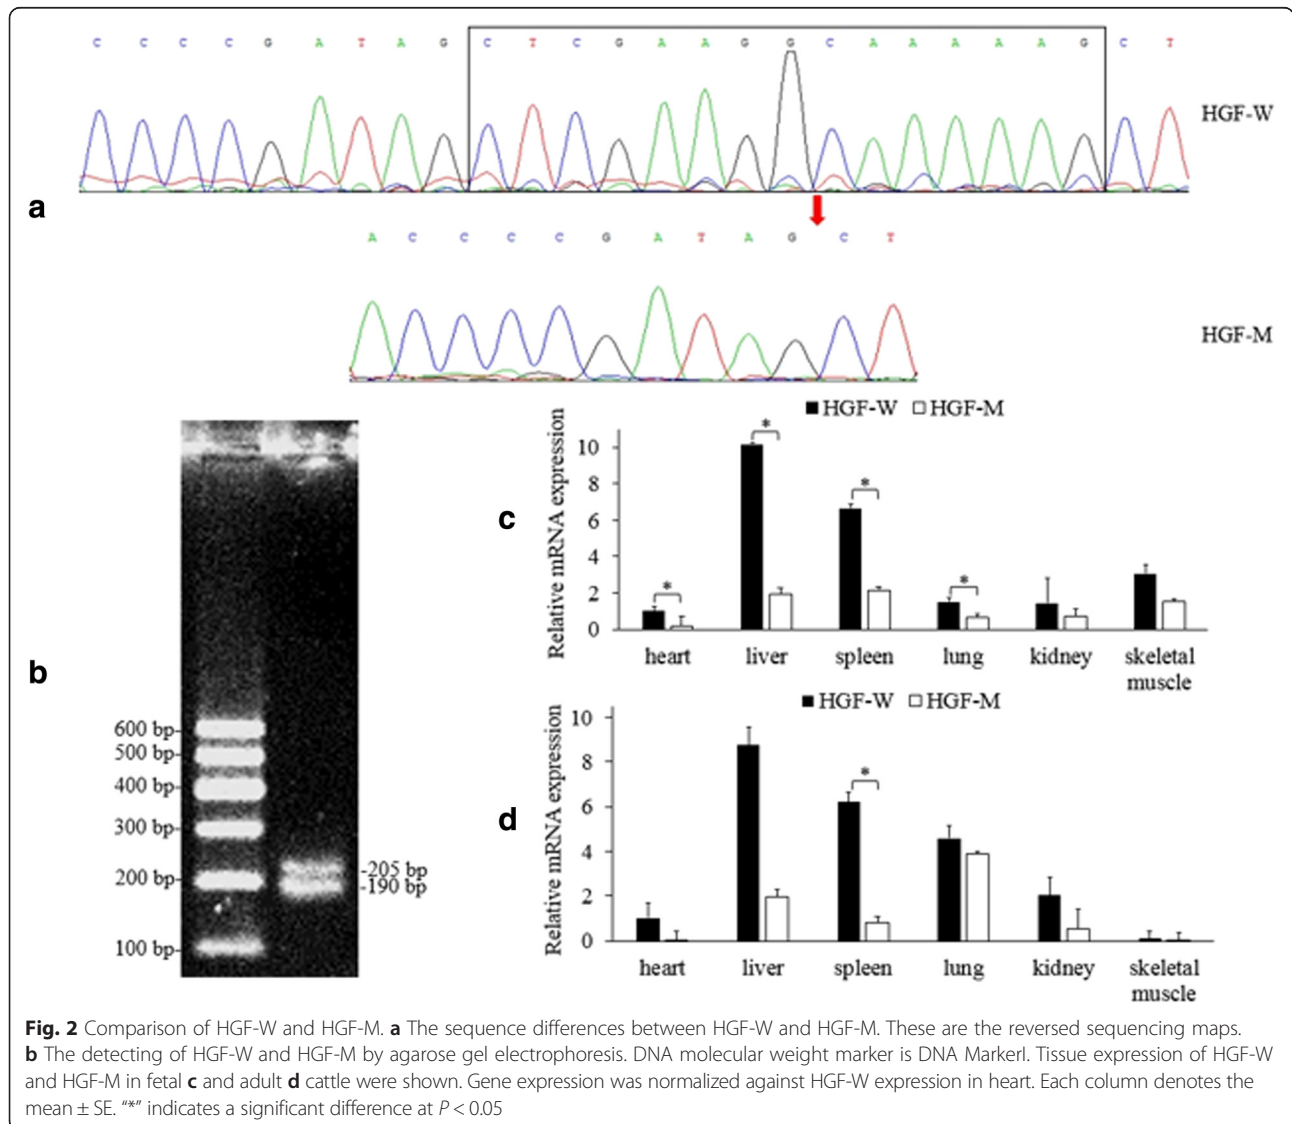 C C C C G A T A G C T C G A A G G C A A A A A G C T
HGF-W
a
A C C C C G A T A G C T
HGF-M
b
600 bp-
500 bp-
400 bp-
300 bp-
200 bp-
100 bp-
-205 bp
-190 bp
c
■ HGF-W □ HGF-M
Relative mRNA expression
10
8
6
4
2
0
* * * *
heart liver spleen lung kidney skeletal
muscle
d
■ HGF-W □ HGF-M
Relative mRNA expression
10
8
6
4
2
0
*
heart liver spleen lung kidney skeletal
muscle
Fig. 2 Comparison of HGF-W and HGF-M. a The sequence differences between HGF-W and HGF-M. These are the reversed sequencing maps.
b The detecting of HGF-W and HGF-M by agarose gel electrophoresis. DNA molecular weight marker is DNA MarkerI. Tissue expression of HGF-W
and HGF-M in fetal c and adult d cattle were shown. Gene expression was normalized against HGF-W expression in heart. Each column denotes the
mean ± SE. “*” indicates a significant difference at P < 0.05